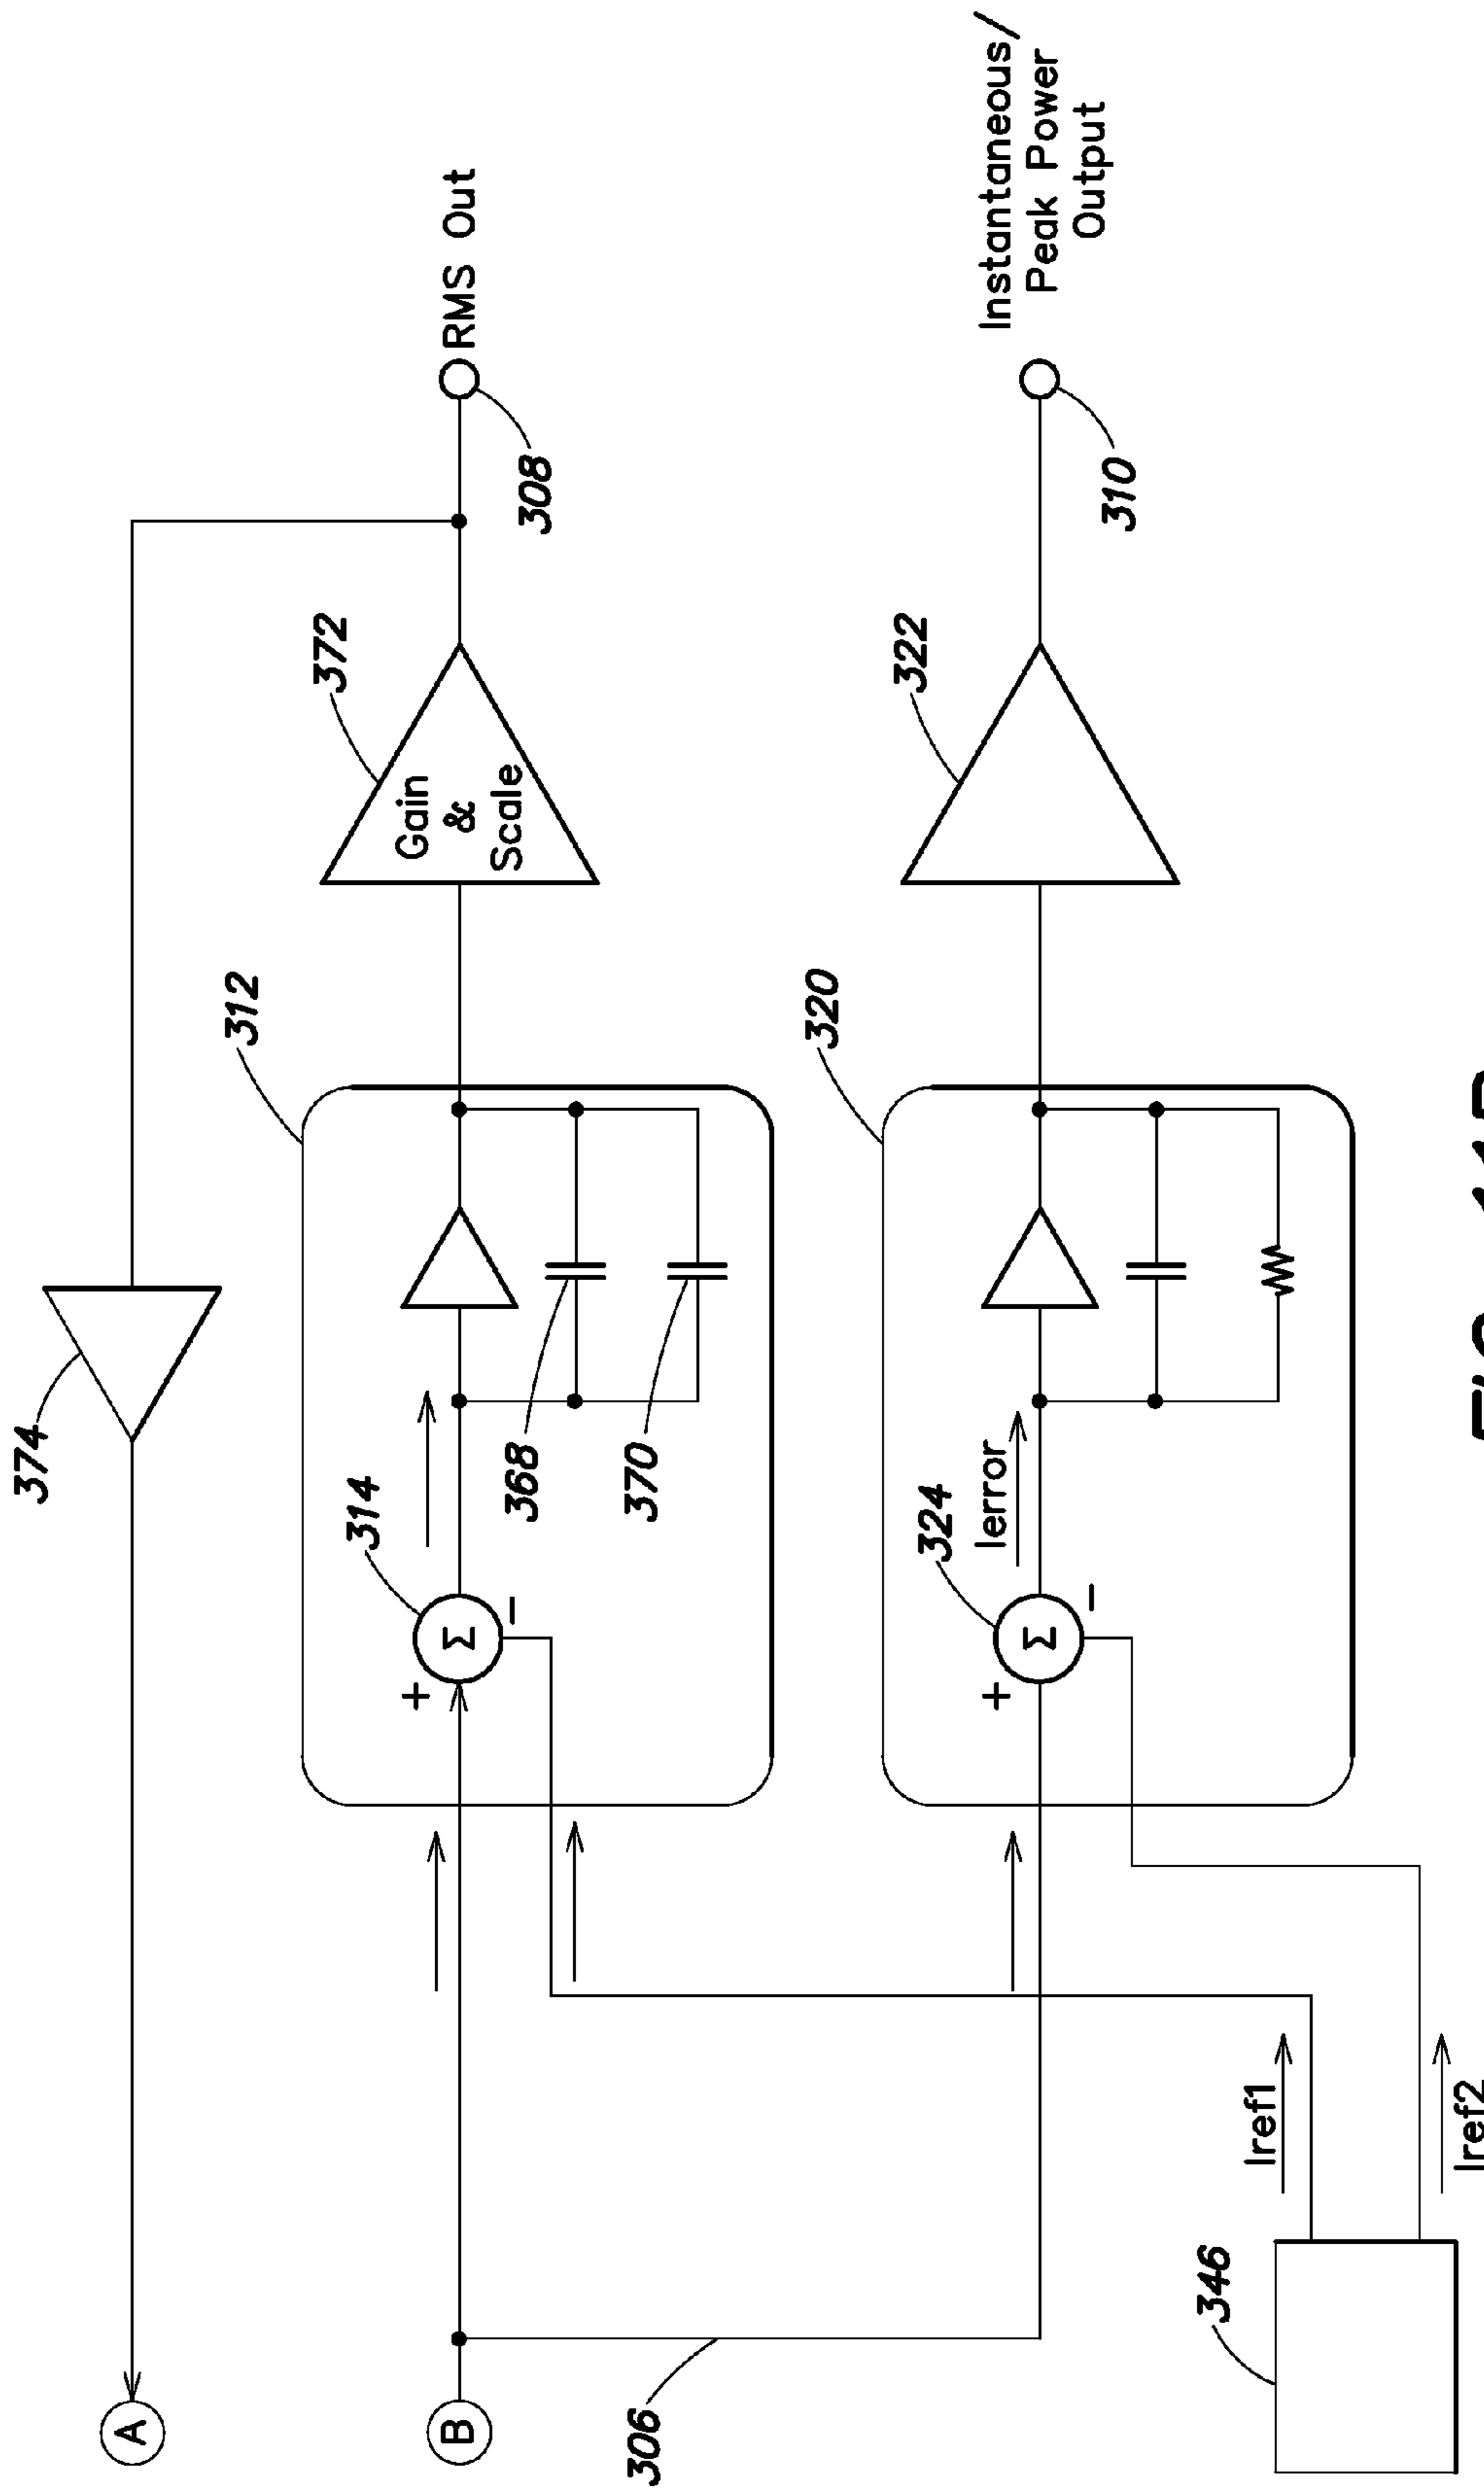 A
374
372
RMS Out
308
312
Gain
&
Scale
314
+
Σ
−
368
370
B
306
320
322
Instantaneous/
Peak Power
Output
310
324
Ierror
+
Σ
−
346
Iref1
Iref2